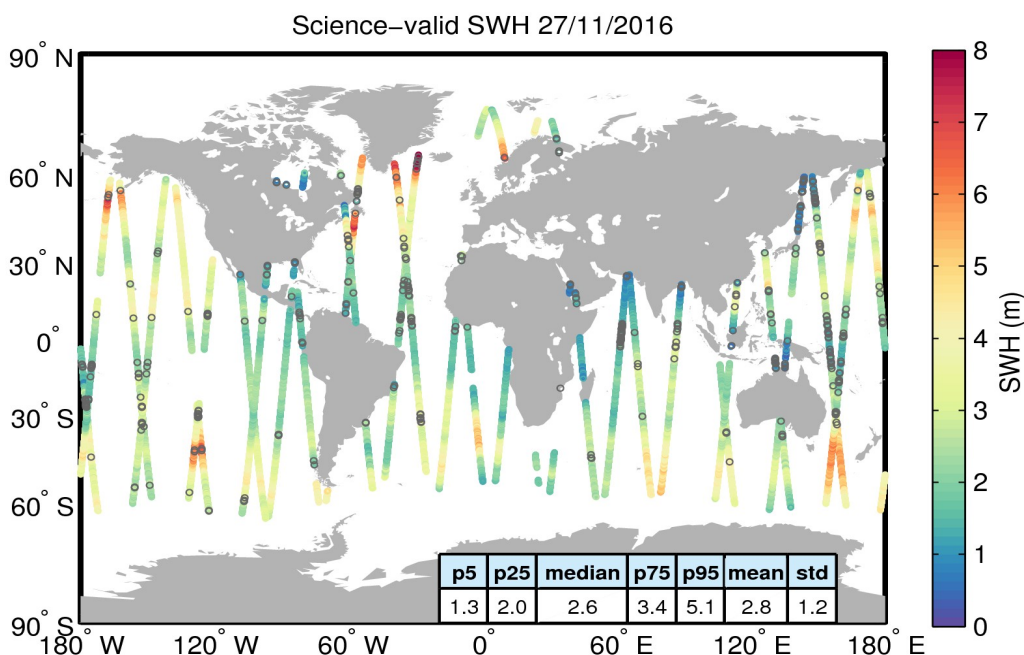 Science−valid SWH 27/11/2016
90° N
60° N
30° N
0°
30° S
60° S
90° S
180° W
120° W
60° W
0°
60° E
120° E
180° E
p5 p25 median p75 p95 mean std
1.3 2.0 2.6 3.4 5.1 2.8 1.2
8
7
6
5
4
3
2
1
0
SWH (m)